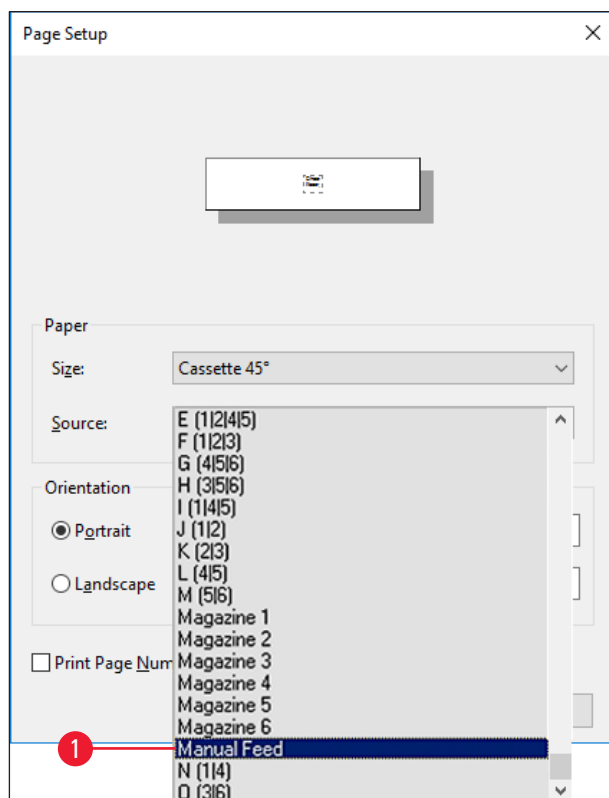 Page Setup
Paper
Size:
Cassette 45°
Source:
E (1|2|4|5)
F (1|2|3)
G (4|5|6)
H (3|5|6)
I (1|4|5)
J (1|2)
K (2|3)
L (4|5)
M (5|6)
Magazine 1
Magazine 2
Magazine 3
Magazine 4
Magazine 5
Magazine 6
Manual Feed
N (1|4)
O (3|6)
Orientation
Portrait
Landscape
Print Page Num
1